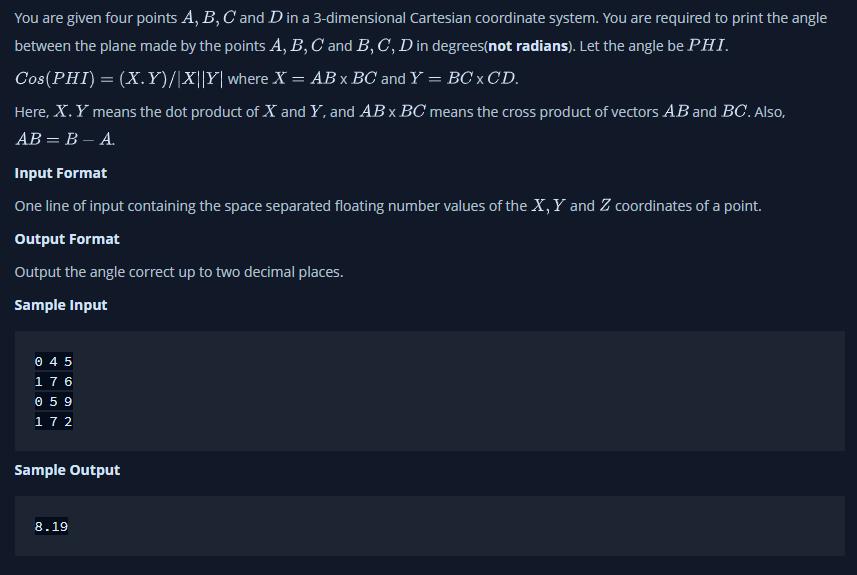 You are given four points A, B, C and D in a 3-dimensional Cartesian coordinate system. You are required to print the angle
between the plane made by the points A, B, C and B, C, D in degrees(not radians). Let the angle be PHI.
Cos(PHI) = (X.Y)/|X||Y| where X = AB x BC and Y = BC x CD.
Here, X.Y means the dot product of X and Y, and AB x BC means the cross product of vectors AB and BC. Also,
AB = B − A.
Input Format
One line of input containing the space separated floating number values of the X, Y and Z coordinates of a point.
Output Format
Output the angle correct up to two decimal places.
Sample Input
0 4 5
1 7 6
0 5 9
1 7 2
Sample Output
8.19